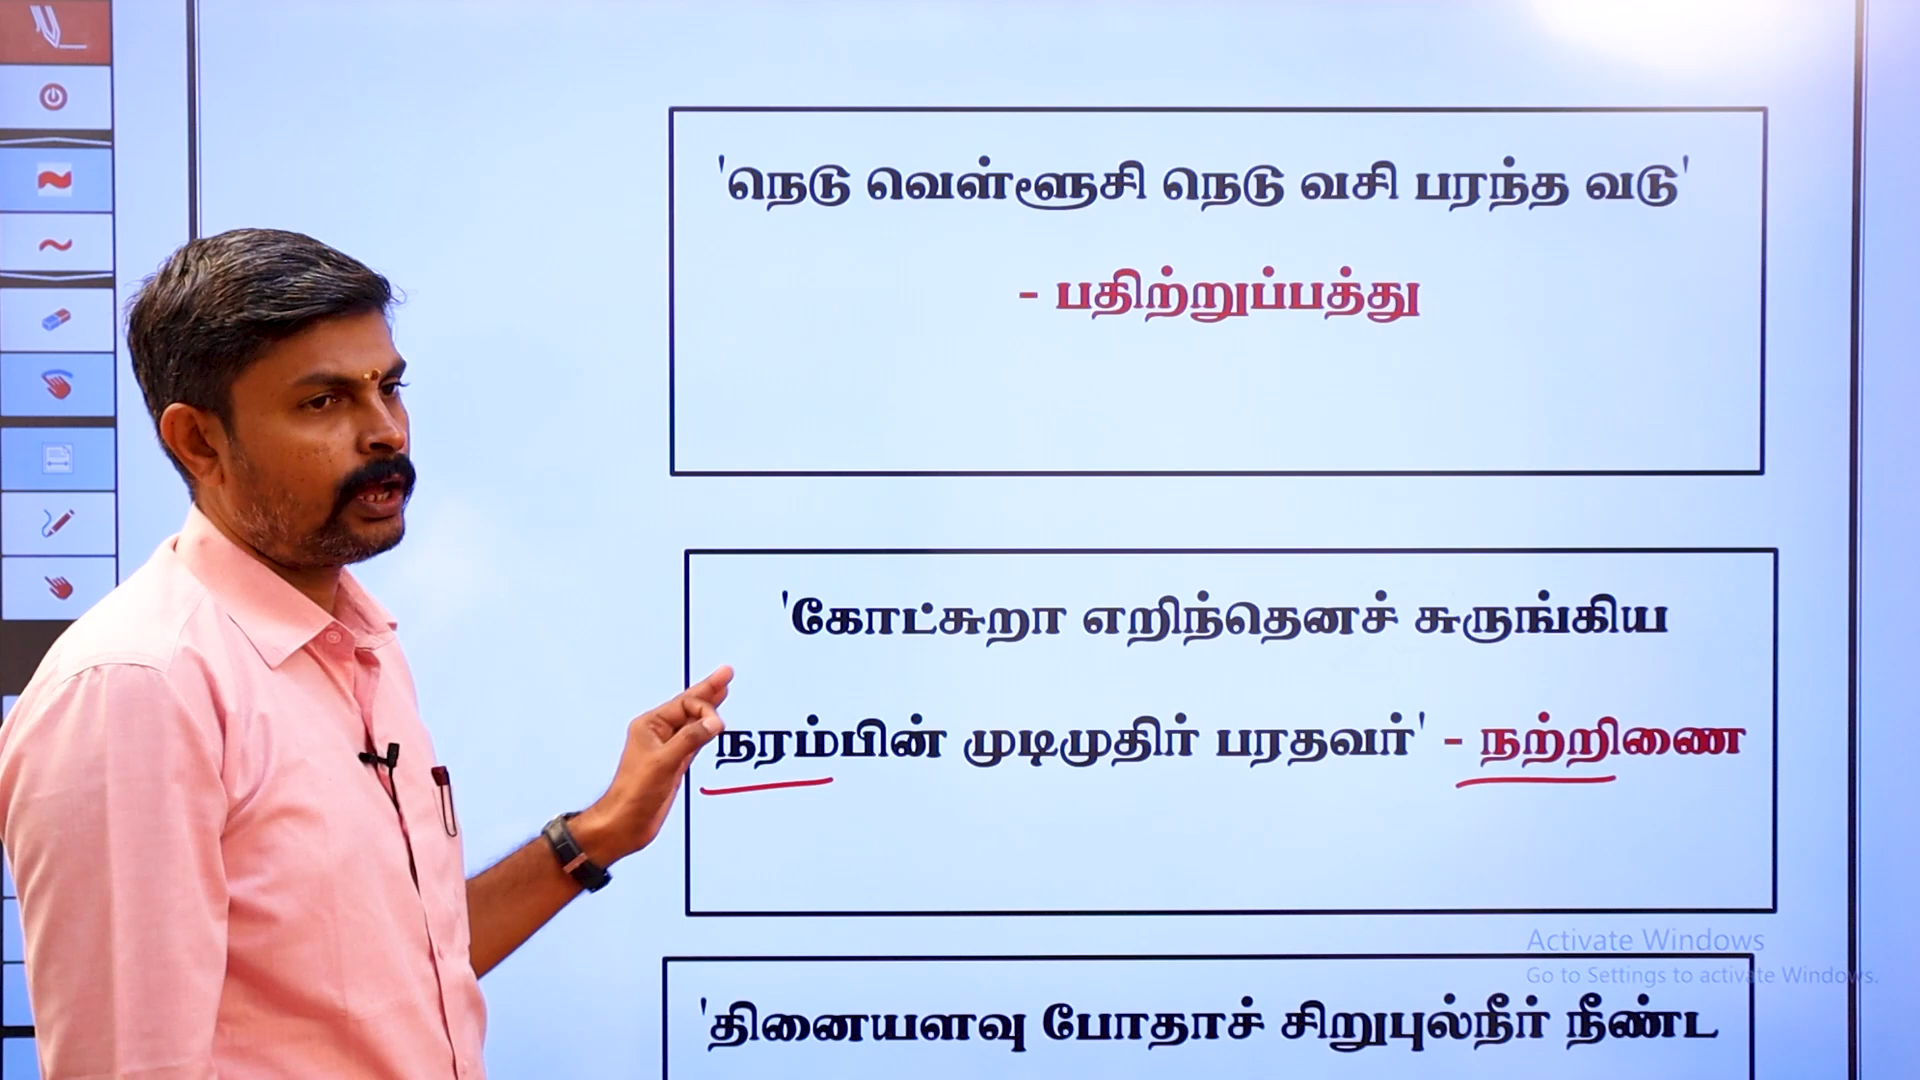 'நெடு வெள்ளூசி நெடு வசி பரந்த வடு'
- பதிற்றுப்பத்து
'கோட்சுறா எறிந்தெனச் சுருங்கிய
நரம்பின் முடிமுதிர் பரதவர்' - நற்றிணை
Activate Windows
Go to Settings to activate Windows.
'தினையளவு போதாச் சிறுபுல்நீர் நீண்ட